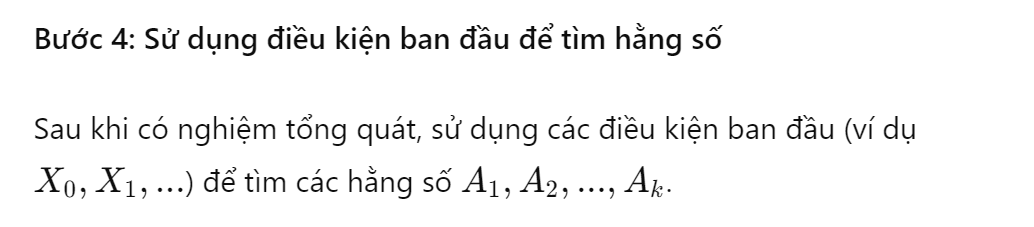 Bước 4: Sử dụng điều kiện ban đầu để tìm hằng số
Sau khi có nghiệm tổng quát, sử dụng các điều kiện ban đầu (ví dụ
X₀, X₁, ...) để tìm các hằng số A₁, A₂, ..., Aₖ.